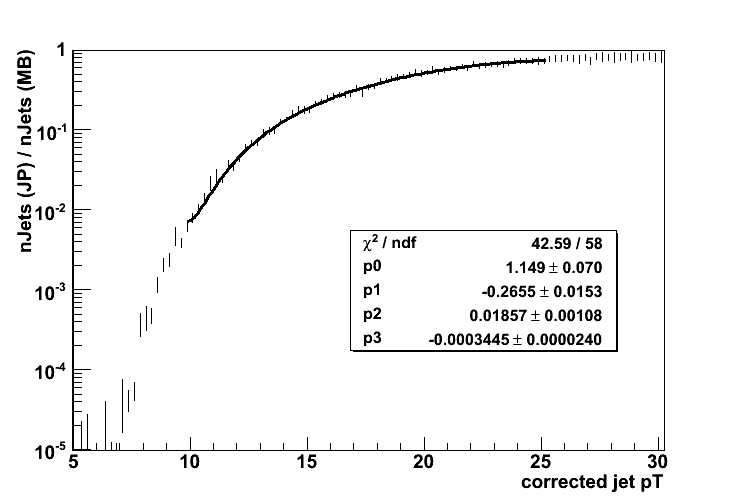 nJets (JP) / nJets (MB)
1
10-1
10-2
10-3
10-4
10-5
χ2 / ndf 42.59 / 58
p0 1.149 ± 0.070
p1 -0.2655 ± 0.0153
p2 0.01857 ± 0.00108
p3 -0.0003445 ± 0.0000240
5 10 15 20 25 30
corrected jet pT